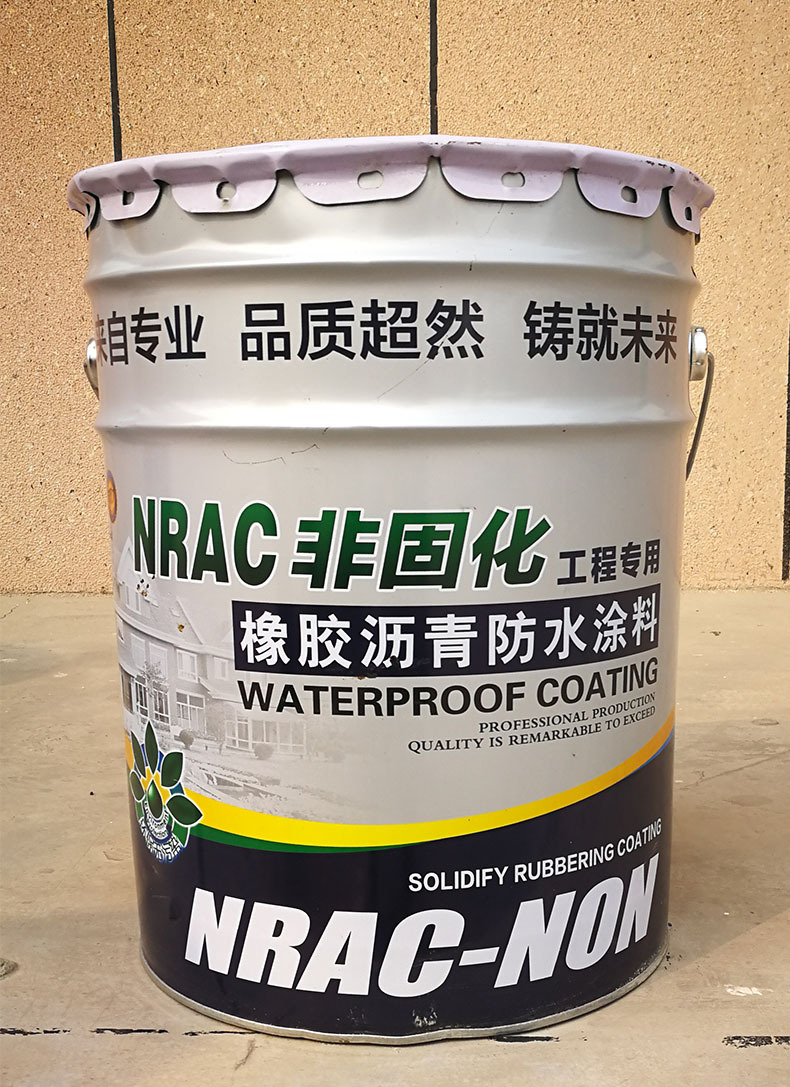 来自专业 品质超然 铸就未来
NRAC 非固化 工程专用
橡胶沥青防水涂料
WATERPROOF COATING
PROFESSIONAL PRODUCTION
QUALITY IS REMARKABLE TO EXCEED
SOLIDIFY RUBBERING COATING
NRAC-NON